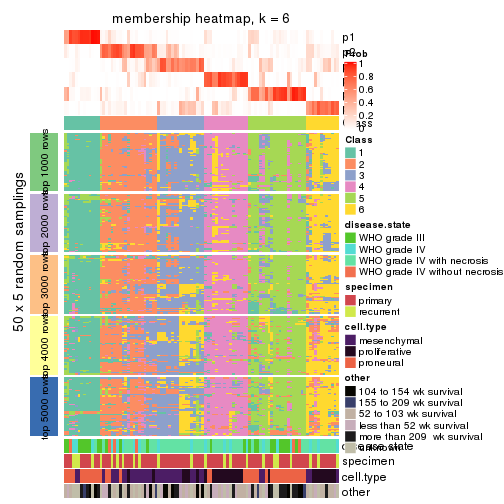 membership heatmap, k = 6
p1
p2
Prob
1
0.8
0.6
0.4
0.2
0
Class
1
2
3
4
5
6
disease.state
WHO grade III
WHO grade IV
WHO grade IV with necrosis
WHO grade IV without necrosis
specimen
primary
recurrent
cell.type
mesenchymal
proliferative
proneural
other
104 to 154 wk survival
155 to 209 wk survival
52 to 103 wk survival
less than 52 wk survival
more than 209 wk survival
unknown
50 x 5 random samplings
top 1000 rows
top 2000 rows
top 3000 rows
top 4000 rows
top 5000 rows
disease.state
specimen
cell.type
other